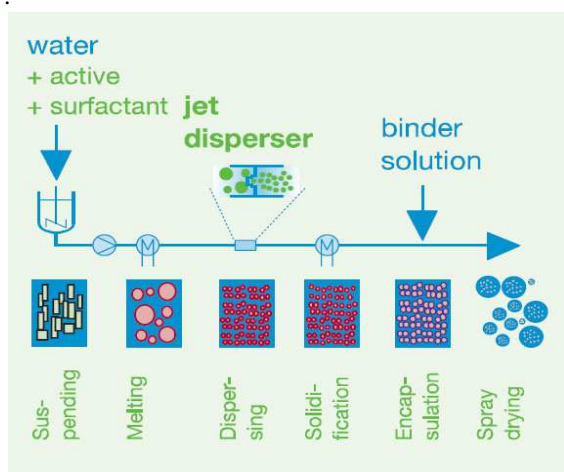 water
+ active
+ surfactant
jet
disperser
binder
solution
M
M
Sus-
pending
Melting
Disper-
sing
Solidi-
fication
Encap-
sulation
Spray
drying